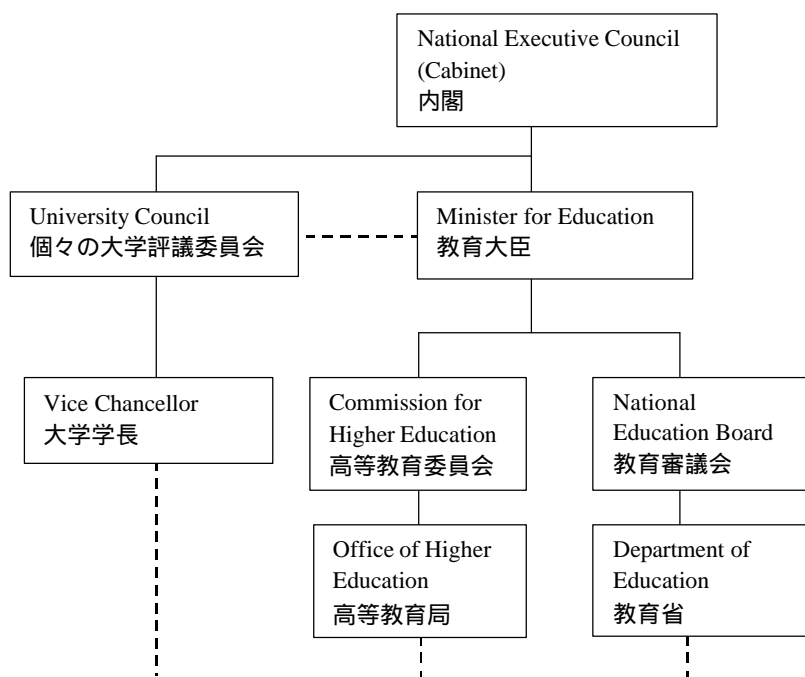 National Executive Council
(Cabinet)
内閣
University Council
個々の大学評議委員会
Minister for Education
教育大臣
Vice Chancellor
大学学長
Commission for
Higher Education
高等教育委員会
National
Education Board
教育審議会
Office of Higher
Education
高等教育局
Department of
Education
教育省